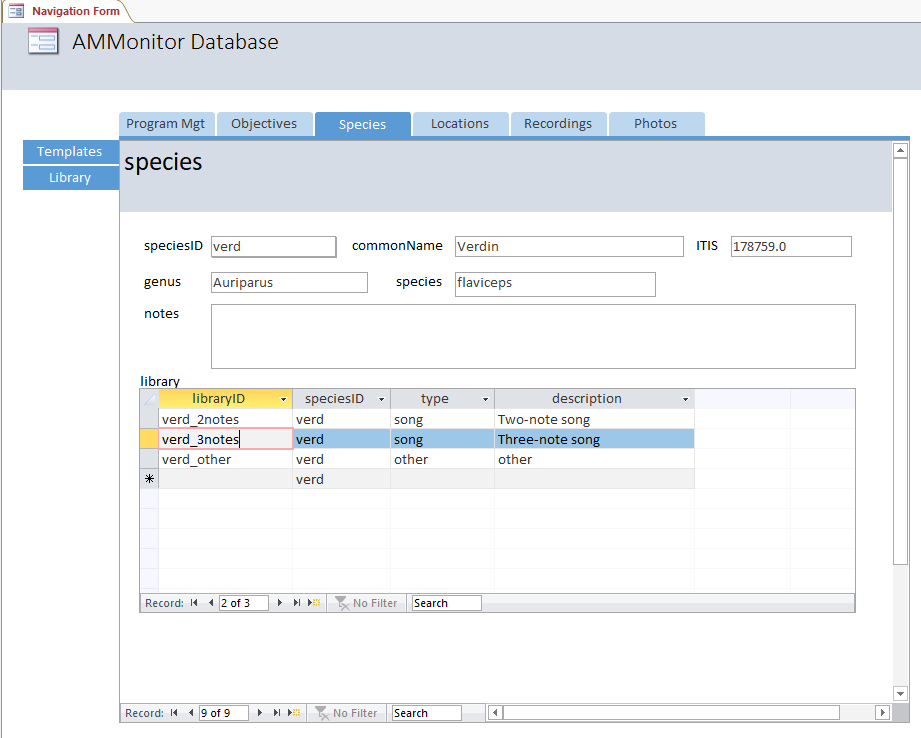 Navigation Form
AMMonitor Database
Program Mgt Objectives Species Locations Recordings Photos
Templates
Library
species
speciesID verd commonName Verdin ITIS 178759.0
genus Auriparus species flaviceps
notes
library
libraryID speciesID type description
verd_2notes verd song Two-note song
verd_3notes verd song Three-note song
verd_other verd other other
* verd
Record: 2 of 3 No Filter Search
Record: 9 of 9 No Filter Search